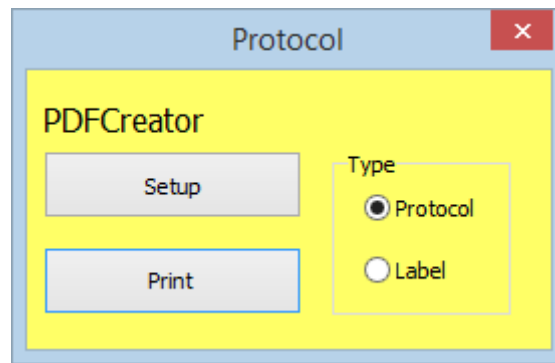 Protocol
PDFCreator
Setup
Type
Protocol
Print
Label